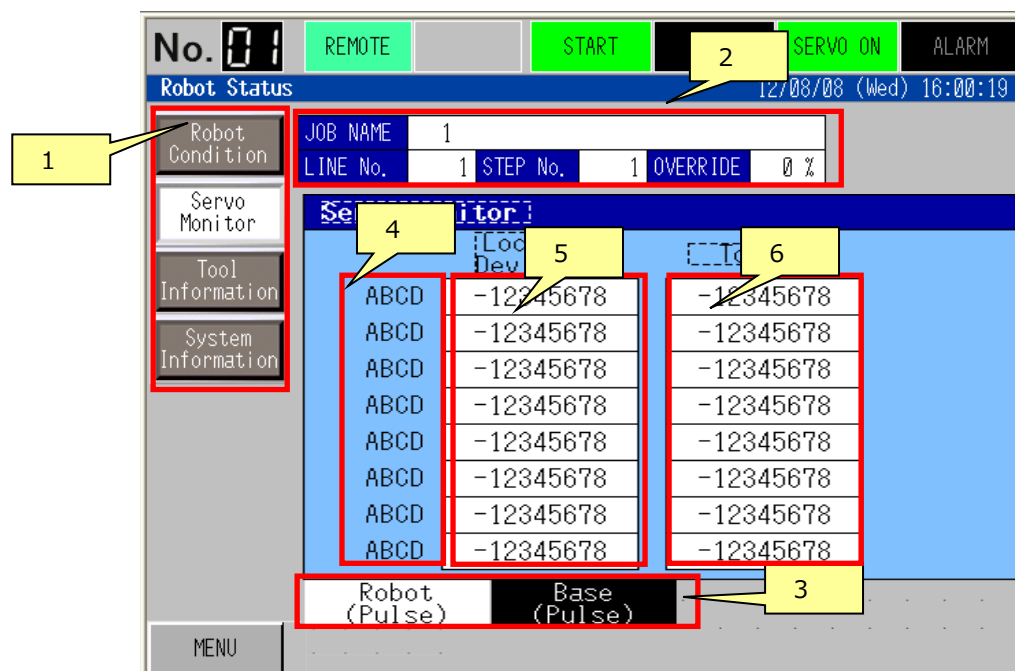 No. 01 REMOTE START SERVO ON ALARM
2
Robot Status 12/08/08 (Wed) 16:00:19
1
Robot
Condition
JOB NAME 1
LINE No. 1 STEP No. 1 OVERRIDE 0 %
Servo
Monitor
Tool
Information
System
Information
4
5
6
ABCD -12345678 -12345678
ABCD -12345678 -12345678
ABCD -12345678 -12345678
ABCD -12345678 -12345678
ABCD -12345678 -12345678
ABCD -12345678 -12345678
ABCD -12345678 -12345678
ABCD -12345678 -12345678
Robot
(Pulse)
Base
(Pulse)
3
MENU